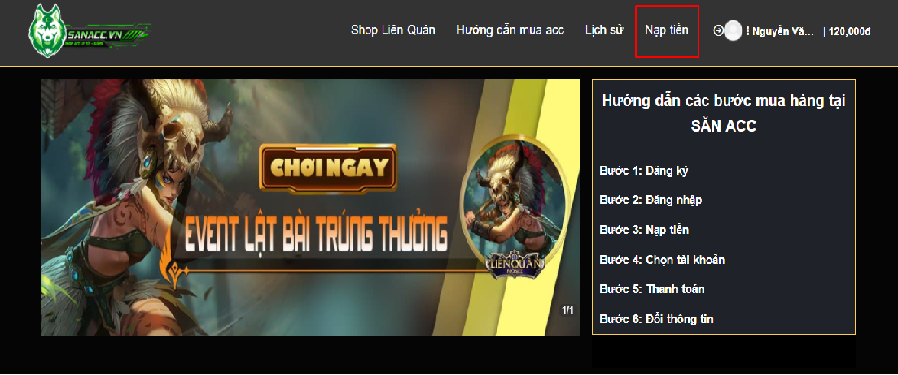 SANACC.VN
Shop Liên Quân Hướng dẫn mua acc Lịch sử Nạp tiền ! Nguyễn Vă... | 120,000đ
CHƠI NGAY
EVENT LẬT BÀI TRÚNG THƯỞNG
LIÊN QUÂN
MOBILE
1/1
Hướng dẫn các bước mua hàng tại
SĂN ACC
Bước 1: Đăng ký
Bước 2: Đăng nhập
Bước 3: Nạp tiền
Bước 4: Chọn tài khoản
Bước 5: Thanh toán
Bước 6: Đổi thông tin